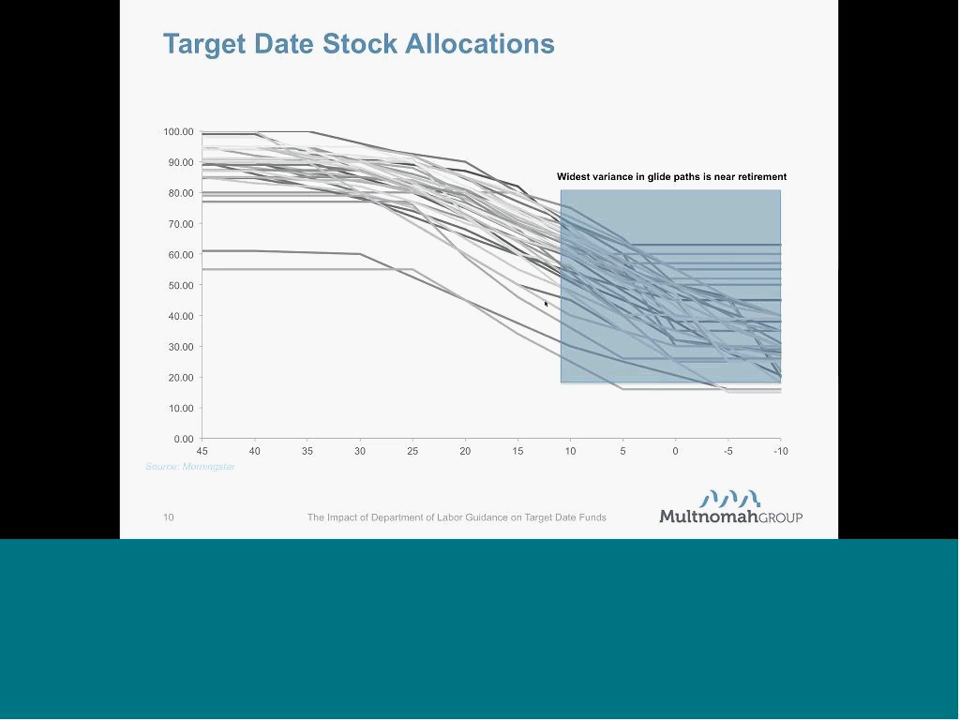 Target Date Stock Allocations
100.00
90.00
Widest variance in glide paths is near retirement
80.00
70.00
60.00
50.00
40.00
30.00
20.00
10.00
0.00
45 40 35 30 25 20 15 10 5 0 -5 -10
Source: Morningstar
10 The Impact of Department of Labor Guidance on Target Date Funds
MultnomahGROUP